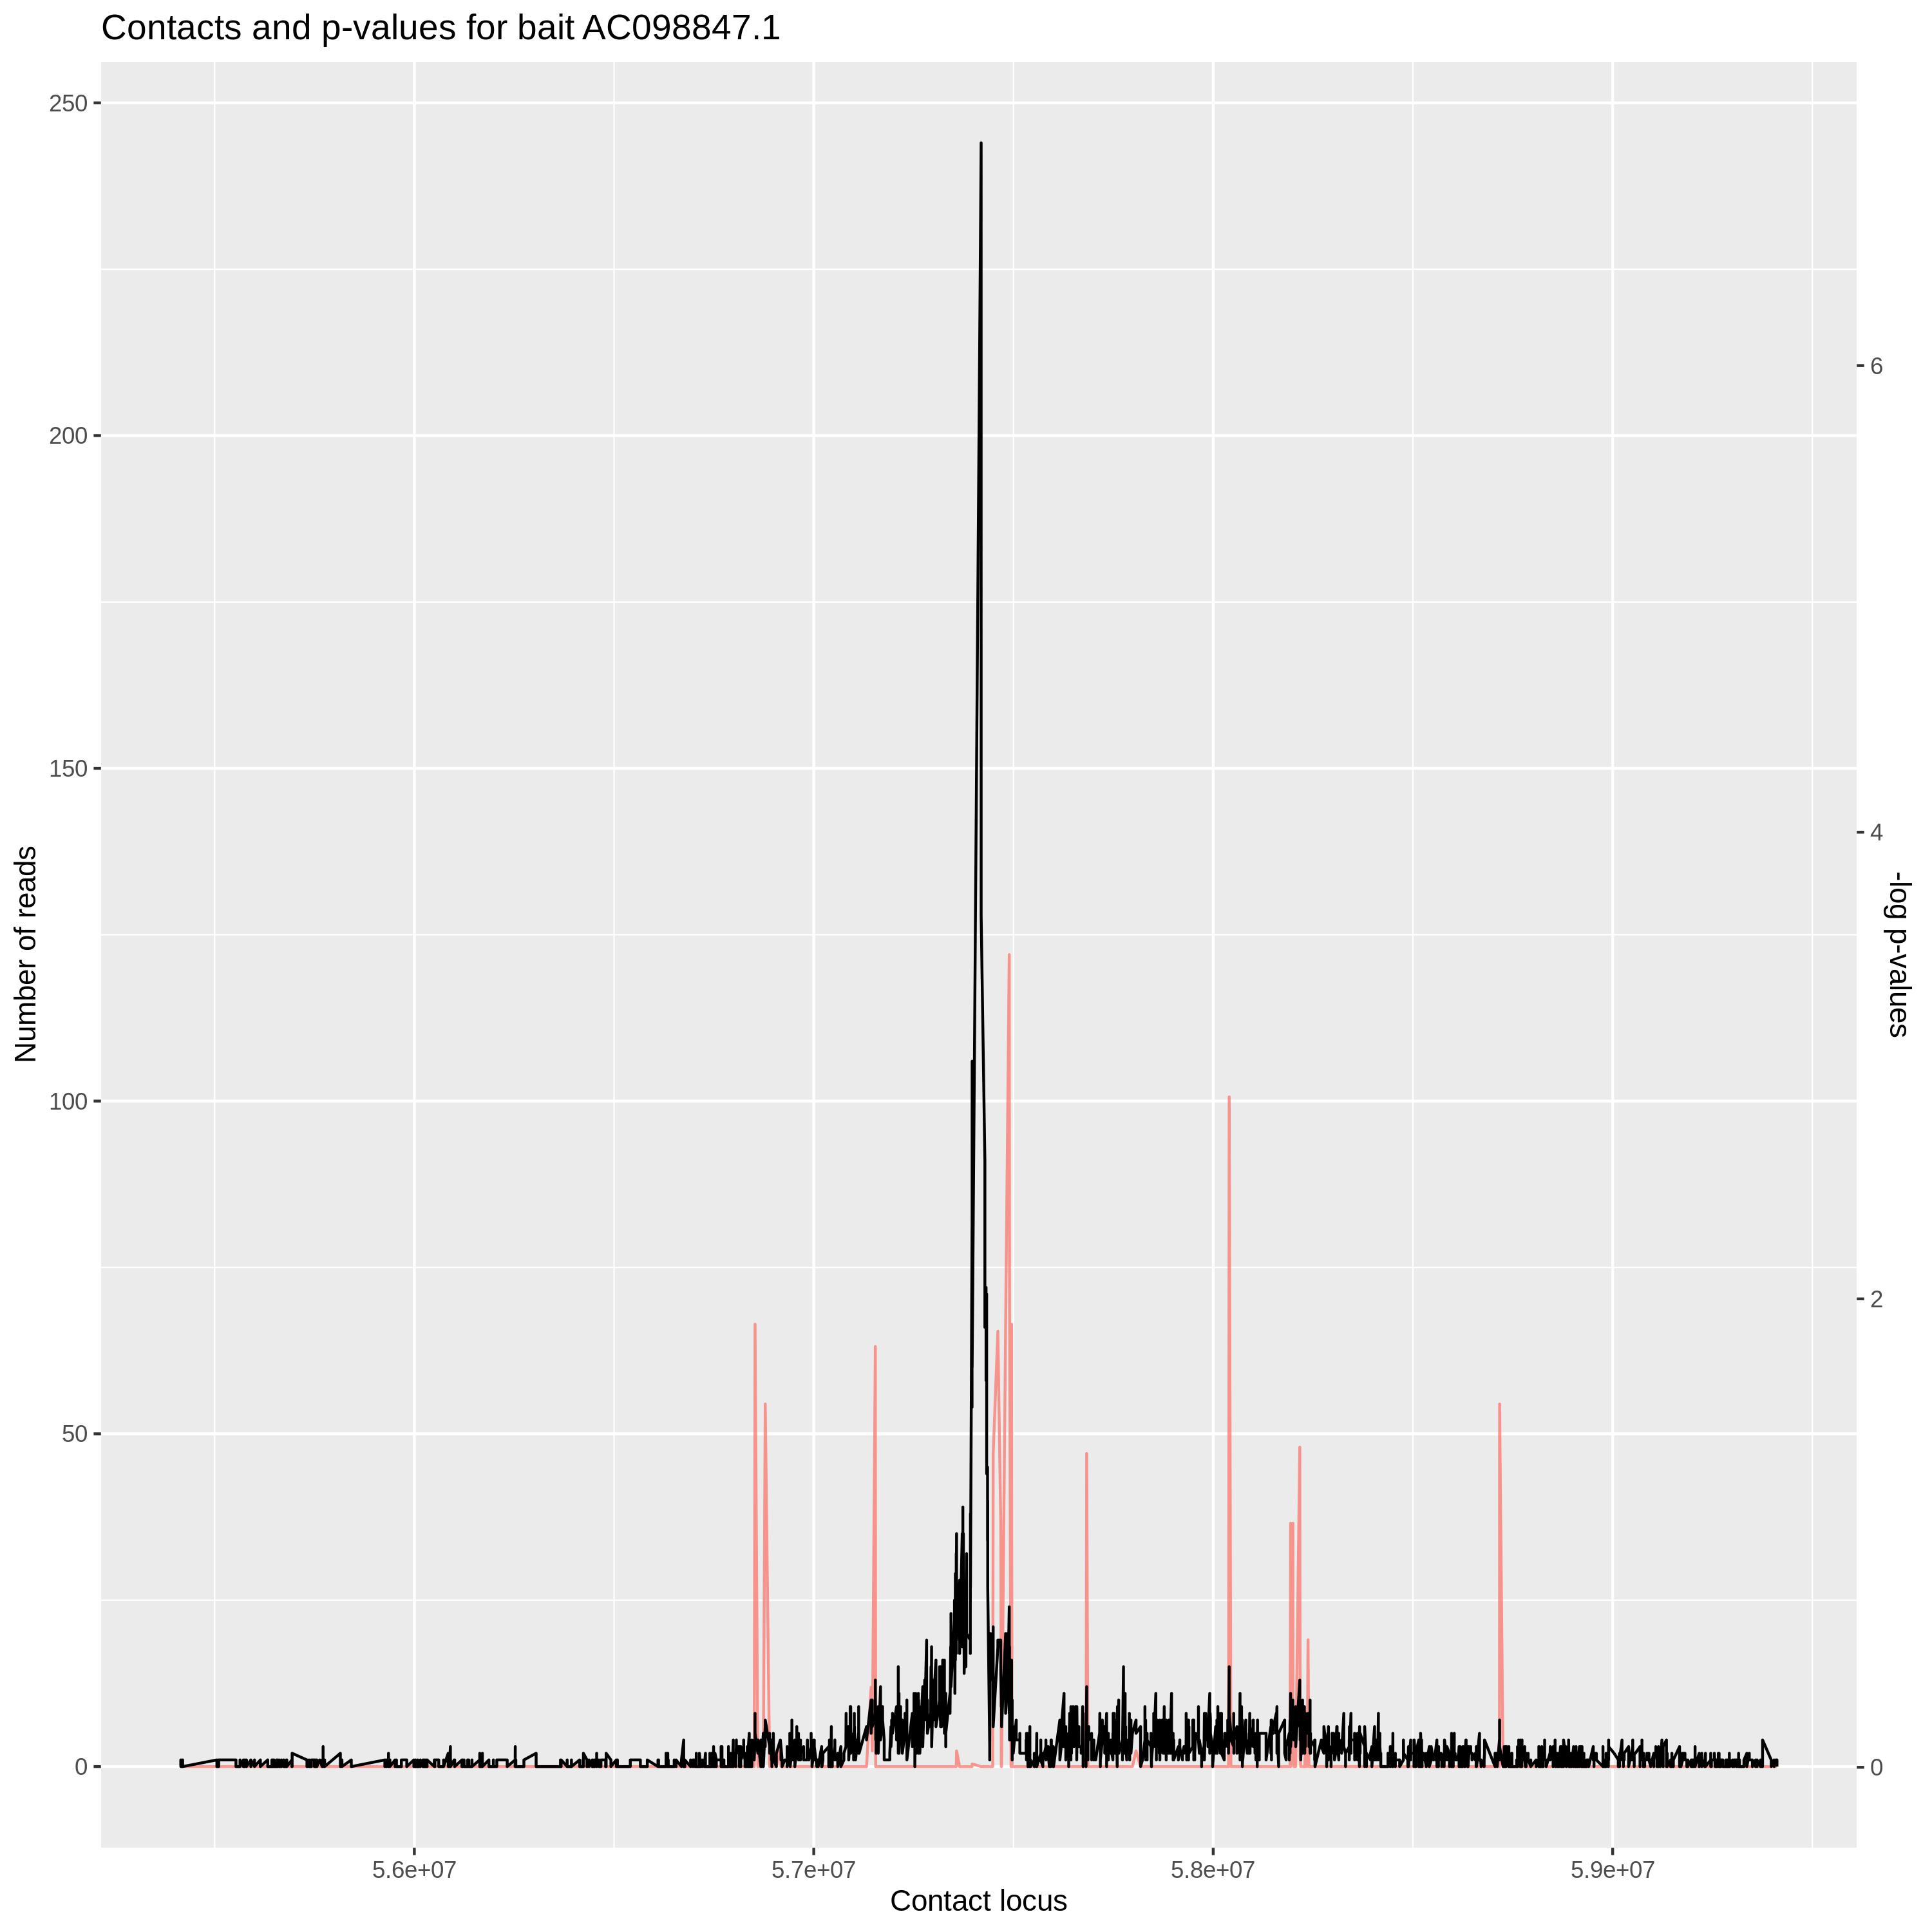 Contacts and p-values for bait AC098847.1
250
200
150
100
50
0
Number of reads
6
4
2
0
-log p-values
5.6e+07
5.7e+07
5.8e+07
5.9e+07
Contact locus